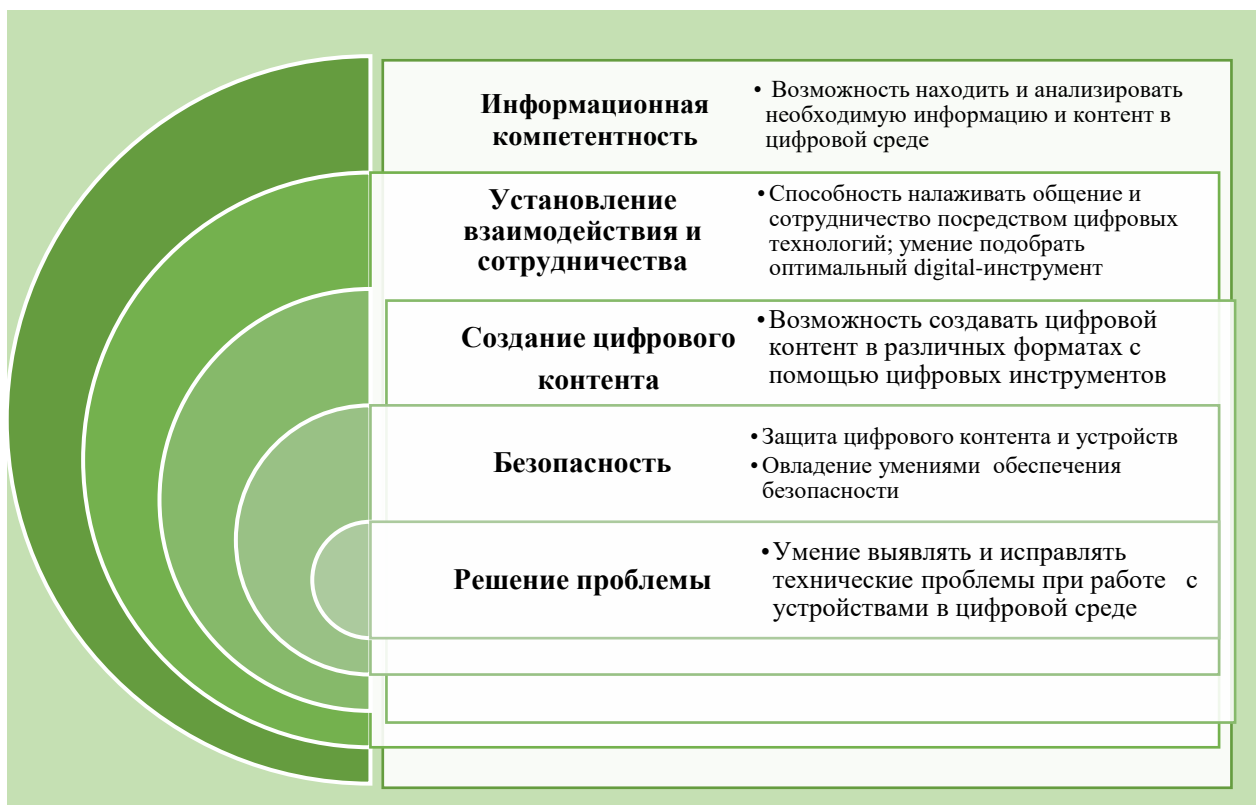 Информационная
компетентность
• Возможность находить и анализировать
необходимую информацию и контент в
цифровой среде
Установление
взаимодействия и
сотрудничества
• Способность налаживать общение и
сотрудничество посредством цифровых
технологий; умение подобрать
оптимальный digital-инструмент
Создание цифрового
контента
• Возможность создавать цифровой
контент в различных форматах с
помощью цифровых инструментов
Безопасность
• Защита цифрового контента и устройств
• Овладение умениями обеспечения
безопасности
Решение проблемы
• Умение выявлять и исправлять
технические проблемы при работе с
устройствами в цифровой среде